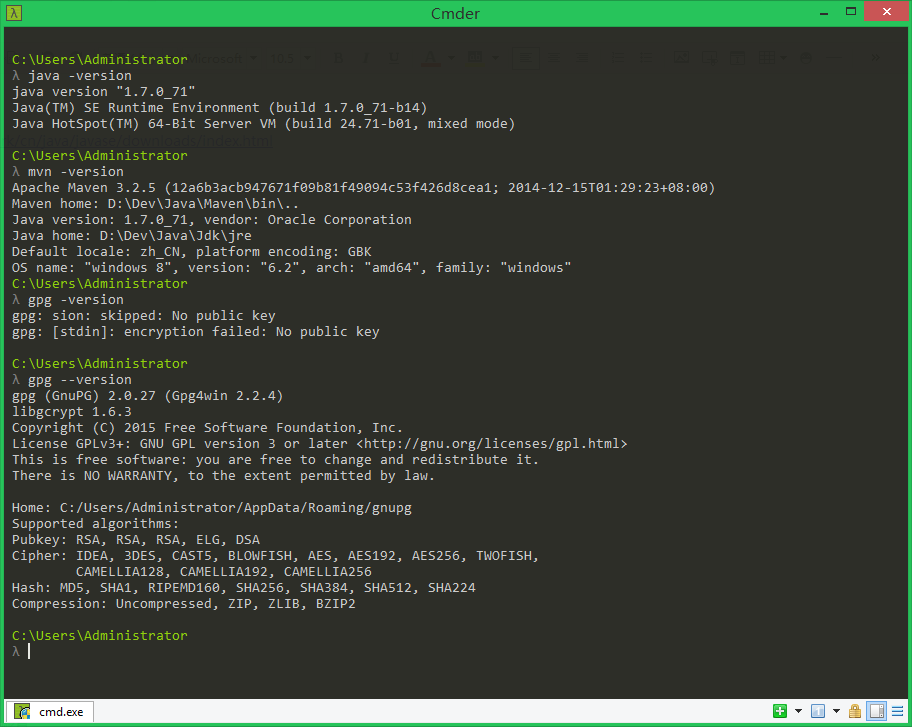 Cmder
C:\Users\Administrator
λ java -version
java version "1.7.0_71"
Java(TM) SE Runtime Environment (build 1.7.0_71-b14)
Java HotSpot(TM) 64-Bit Server VM (build 24.71-b01, mixed mode)
C:\Users\Administrator
λ mvn -version
Apache Maven 3.2.5 (12a6b3acb947671f09b81f49094c53f426d8cea1; 2014-12-15T01:29:23+08:00)
Maven home: D:\Dev\Java\Maven\bin\..
Java version: 1.7.0_71, vendor: Oracle Corporation
Java home: D:\Dev\Java\Jdk\jre
Default locale: zh_CN, platform encoding: GBK
OS name: "windows 8", version: "6.2", arch: "amd64", family: "windows"
C:\Users\Administrator
λ gpg -version
gpg: sion: skipped: No public key
gpg: [stdin]: encryption failed: No public key
C:\Users\Administrator
λ gpg --version
gpg (GnuPG) 2.0.27 (Gpg4win 2.2.4)
libgcrypt 1.6.3
Copyright (C) 2015 Free Software Foundation, Inc.
License GPLv3+: GNU GPL version 3 or later <http://gnu.org/licenses/gpl.html>
This is free software: you are free to change and redistribute it.
There is NO WARRANTY, to the extent permitted by law.
Home: C:/Users/Administrator/AppData/Roaming/gnupg
Supported algorithms:
Pubkey: RSA, RSA, RSA, ELG, DSA
Cipher: IDEA, 3DES, CAST5, BLOWFISH, AES, AES192, AES256, TWOFISH,
CAMELLIA128, CAMELLIA192, CAMELLIA256
Hash: MD5, SHA1, RIPEMD160, SHA256, SHA384, SHA512, SHA224
Compression: Uncompressed, ZIP, ZLIB, BZIP2
C:\Users\Administrator
λ
cmd.exe